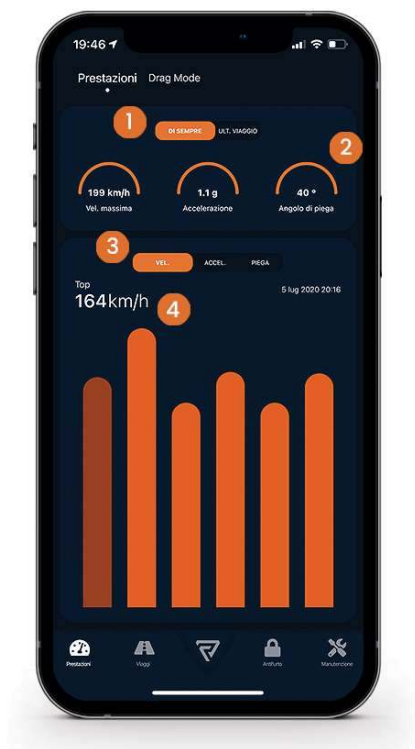 19:46
Prestazioni Drag Mode
1
DI SEMPRE ULT. VIAGGIO
2
199 km/h 1.1 g 40 °
Vel. massima Accelerazione Angolo di piega
3
VEL. ACCEL. PIEGA
Top
164km/h
5 lug 2020 20:16
4
Prestazioni Viaggi Antifurto Manutenzione